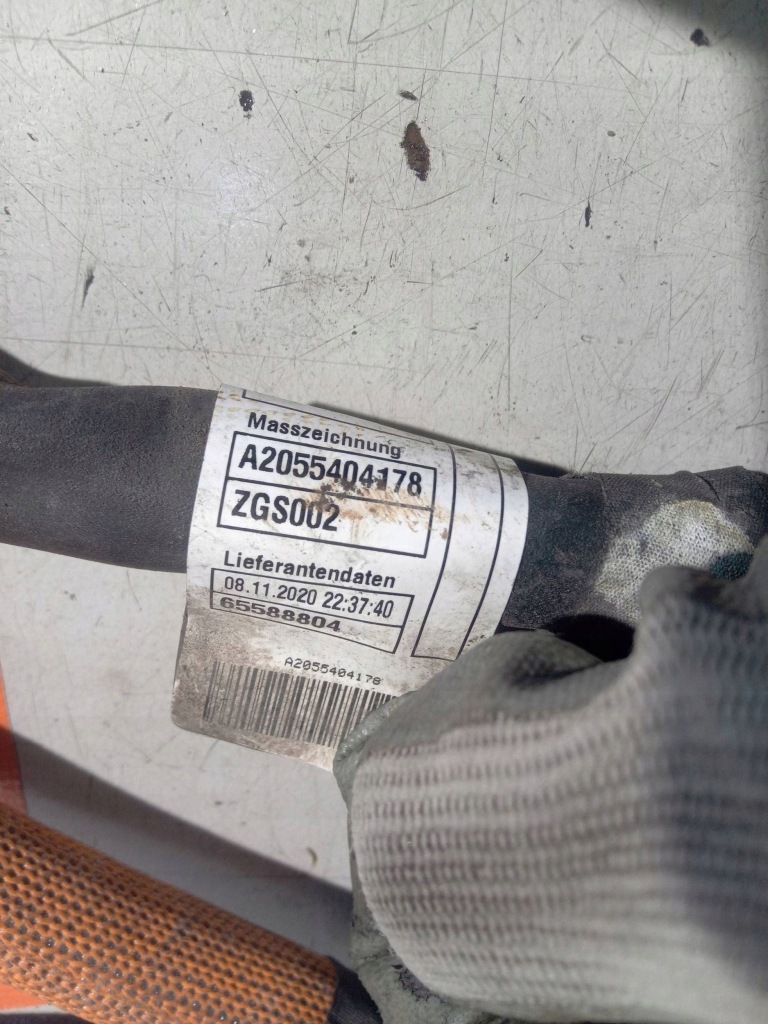 Masszeichnung
A2055404178
ZGS002
Lieferantendaten
08.11.2020 22:37:40
65588804
A2055404178